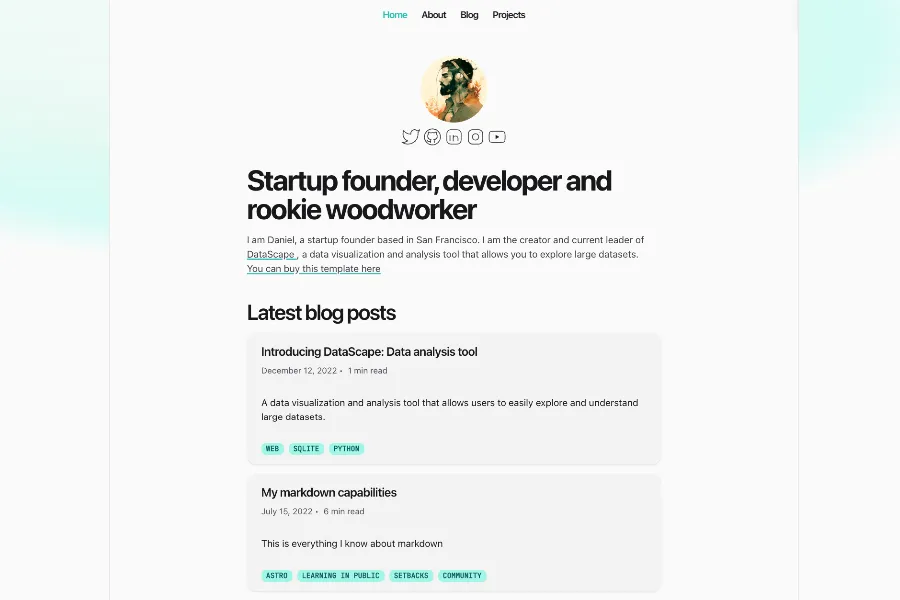 Home About Blog Projects
Startup founder, developer and
rookie woodworker
I am Daniel, a startup founder based in San Francisco. I am the creator and current leader of
DataScape , a data visualization and analysis tool that allows you to explore large datasets.
You can buy this template here
Latest blog posts
Introducing DataScape: Data analysis tool
December 12, 2022 • 1 min read
A data visualization and analysis tool that allows users to easily explore and understand
large datasets.
WEB SQLITE PYTHON
My markdown capabilities
July 15, 2022 • 6 min read
This is everything I know about markdown
ASTRO LEARNING IN PUBLIC SETBACKS COMMUNITY